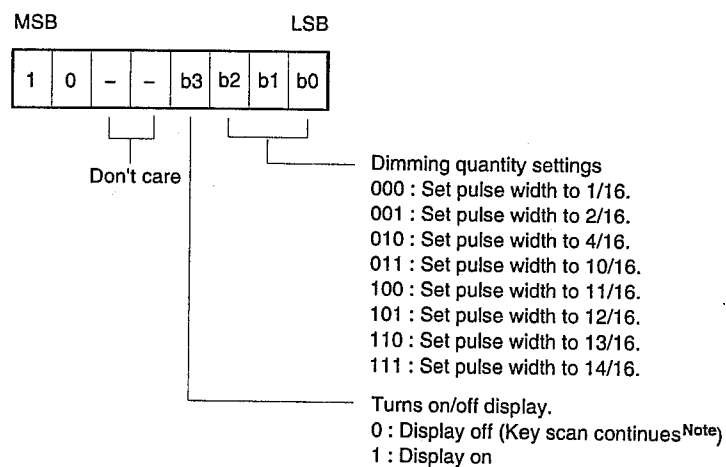 MSB LSB
1 0 – – b3 b2 b1 b0
Don't care
Dimming quantity settings
000 : Set pulse width to 1/16.
001 : Set pulse width to 2/16.
010 : Set pulse width to 4/16.
011 : Set pulse width to 10/16.
100 : Set pulse width to 11/16.
101 : Set pulse width to 12/16.
110 : Set pulse width to 13/16.
111 : Set pulse width to 14/16.
Turns on/off display.
0 : Display off (Key scan continuesNote)
1 : Display on